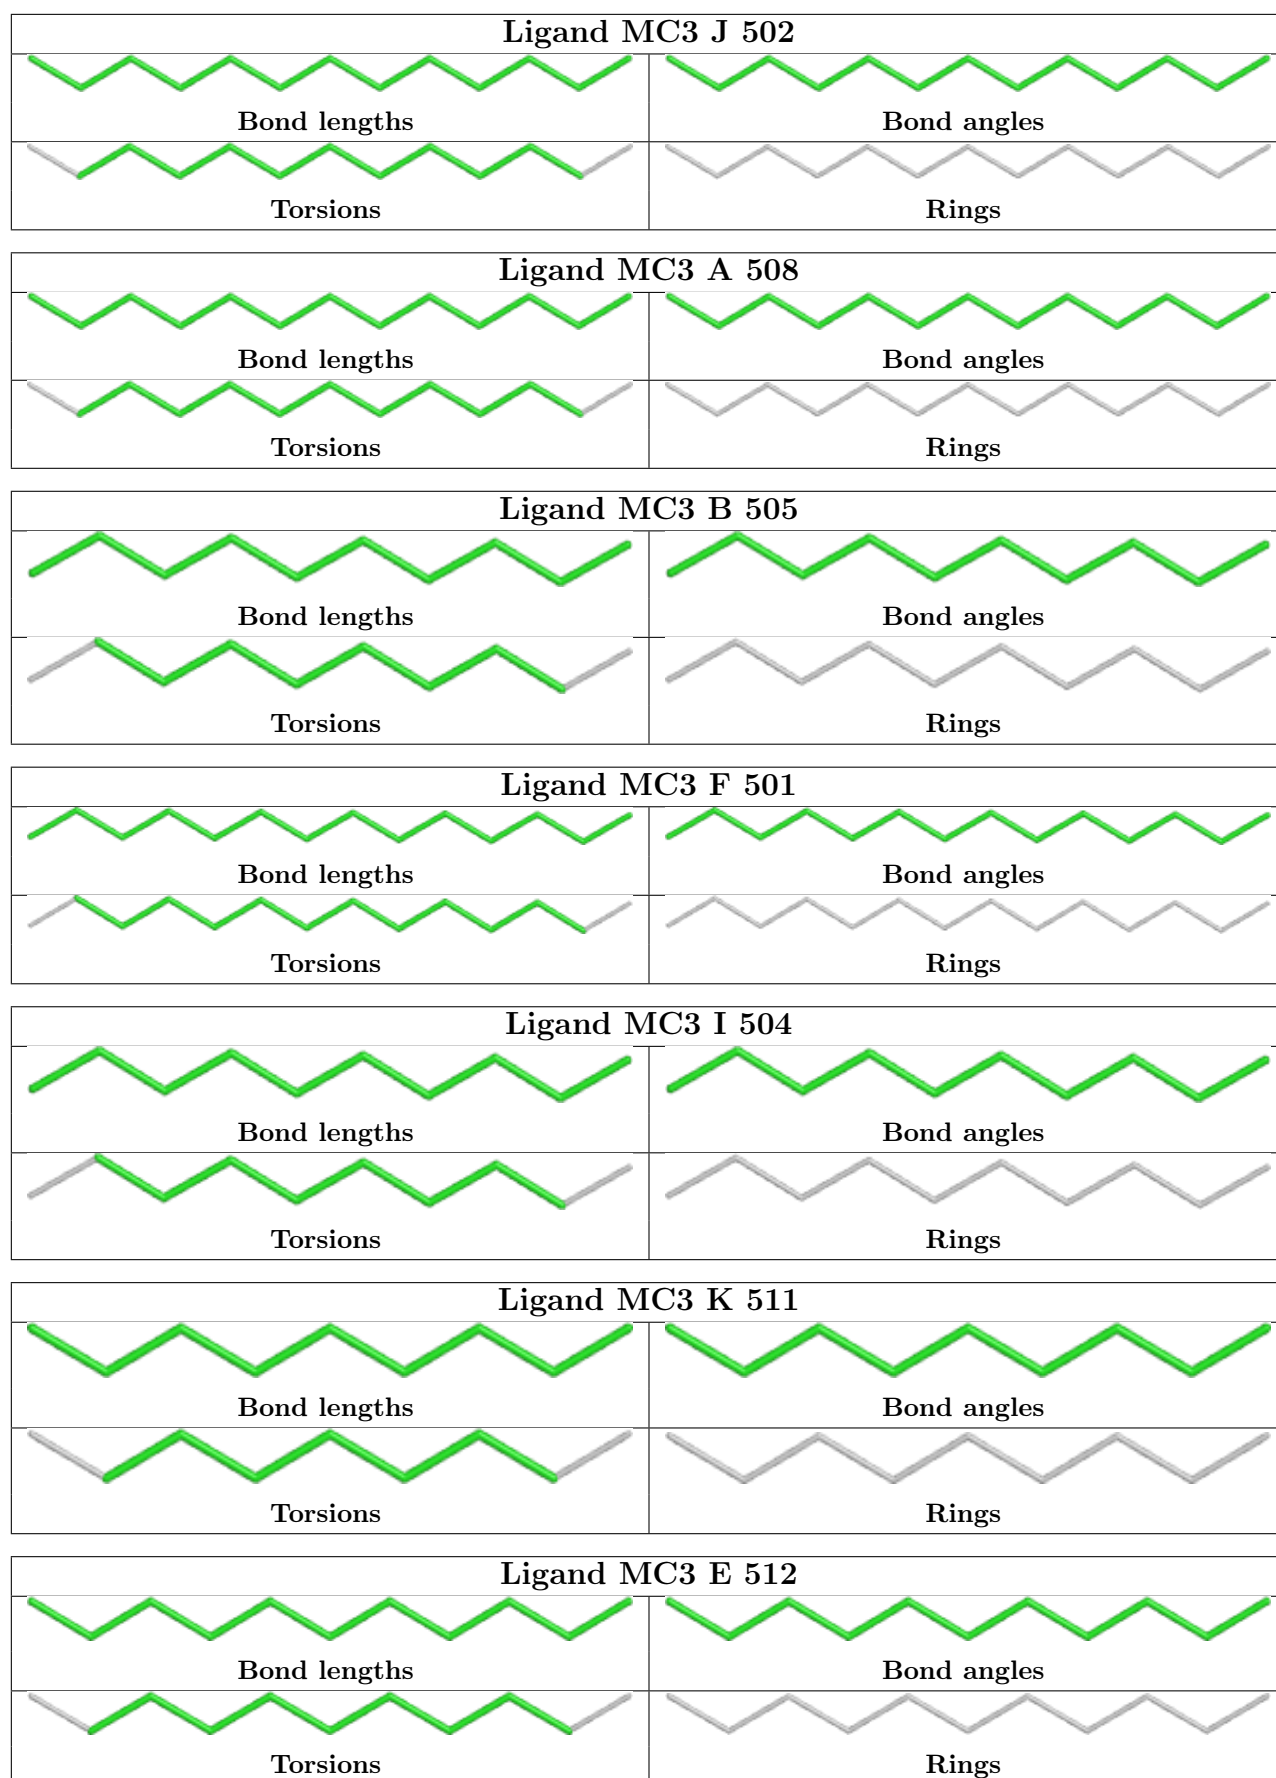 Ligand MC3 J 502
Bond lengths Bond angles
Torsions Rings
Ligand MC3 A 508
Bond lengths Bond angles
Torsions Rings
Ligand MC3 B 505
Bond lengths Bond angles
Torsions Rings
Ligand MC3 F 501
Bond lengths Bond angles
Torsions Rings
Ligand MC3 I 504
Bond lengths Bond angles
Torsions Rings
Ligand MC3 K 511
Bond lengths Bond angles
Torsions Rings
Ligand MC3 E 512
Bond lengths Bond angles
Torsions Rings